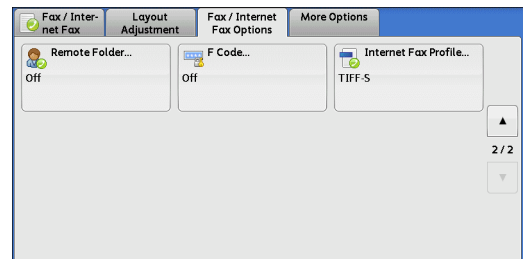 Fax / Inter-
net Fax
Layout
Adjustment
Fax / Internet
Fax Options
More Options
Remote Folder...
Off
F Code...
Off
Internet Fax Profile...
TIFF-S
2 / 2